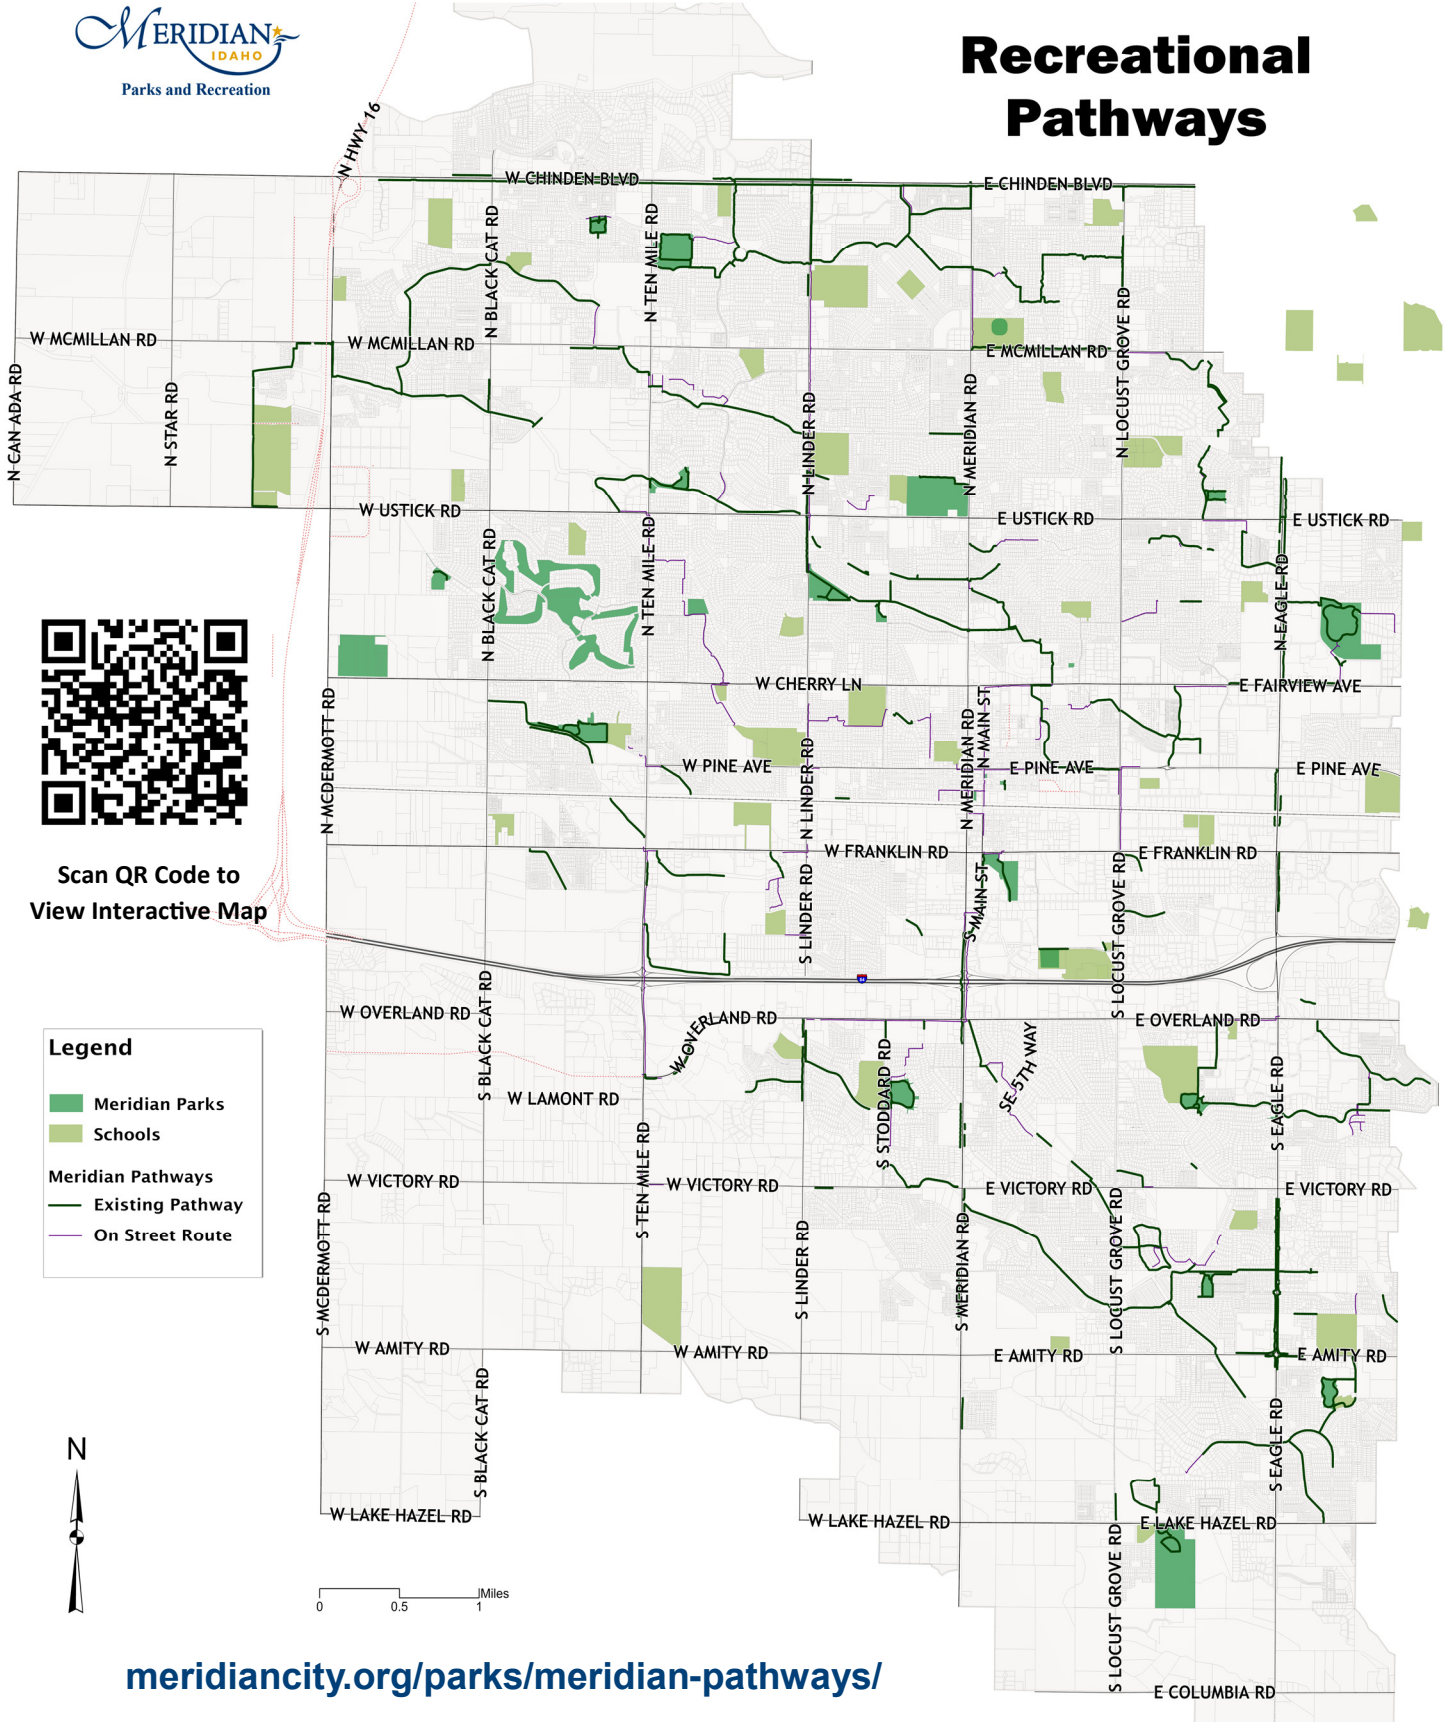 MERIDIAN
IDAHO
Parks and Recreation
Recreational
Pathways
N HWY 16
W CHINDEN BLVD
E CHINDEN BLVD
N BLACK CAT RD
N TEN MILE RD
N LOCUST GROVE RD
W MCMILLAN RD
W MCMILLAN RD
E MCMILLAN RD
N CAN-ADA RD
N STAR RD
N LINDER RD
N MERIDIAN RD
W USTICK RD
E USTICK RD
E USTICK RD
N BLACK CAT RD
N TEN MILE RD
N EAGLE RD
W CHERRY LN
E FAIRVIEW AVE
N MCDERMOTT RD
N LINDER RD
N MERIDIAN RD
N MAIN ST
W PINE AVE
E PINE AVE
E PINE AVE
W FRANKLIN RD
E FRANKLIN RD
Scan QR Code to
View Interactive Map
S LINDER RD
S MAIN ST
S LOCUST GROVE RD
W OVERLAND RD
S BLACK CAT RD
W OVERLAND RD
E OVERLAND RD
Legend
Meridian Parks
Schools
Meridian Pathways
Existing Pathway
On Street Route
W LAMONT RD
S STODDARD RD
SE 5TH WAY
S EAGLE RD
W VICTORY RD
S TEN MILE RD
W VICTORY RD
E VICTORY RD
E VICTORY RD
S MCDERMOTT RD
S LINDER RD
S MERIDIAN RD
S LOCUST GROVE RD
W AMITY RD
W AMITY RD
E AMITY RD
E AMITY RD
S BLACK CAT RD
S EAGLE RD
N
W LAKE HAZEL RD
W LAKE HAZEL RD
E LAKE HAZEL RD
S LOCUST GROVE RD
Miles
0 0.5 1
meridiancity.org/parks/meridian-pathways/
E COLUMBIA RD